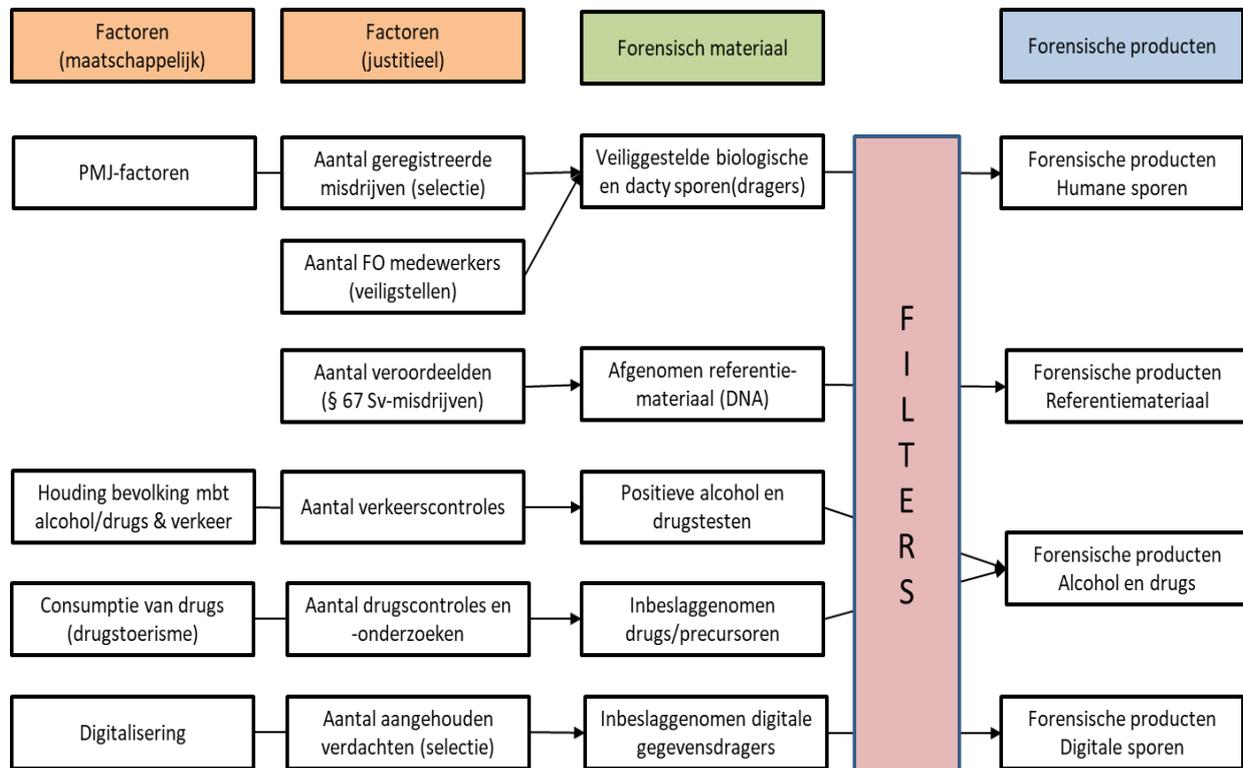 Factoren
(maatschappelijk)
Factoren
(justitieel)
Forensisch materiaal
Forensische producten
PMJ-factoren
Aantal geregistreerde
misdrijven (selectie)
Veiliggestelde biologische
en dacty sporen(dragers)
Forensische producten
Humane sporen
Aantal FO medewerkers
(veiligstellen)
Aantal veroordeelden
(§ 67 Sv-misdrijven)
Afgenomen referentie-
materiaal (DNA)
Forensische producten
Referentiemateriaal
F
I
L
T
E
R
S
Houding bevolking mbt
alcohol/drugs & verkeer
Aantal verkeerscontroles
Positieve alcohol en
drugstesten
Forensische producten
Alcohol en drugs
Consumptie van drugs
(drugstoerisme)
Aantal drugscontroles en
-onderzoeken
Inbeslaggenomen
drugs/precursoren
Digitalisering
Aantal aangehouden
verdachten (selectie)
Inbeslaggenomen digitale
gegevensdragers
Forensische producten
Digitale sporen